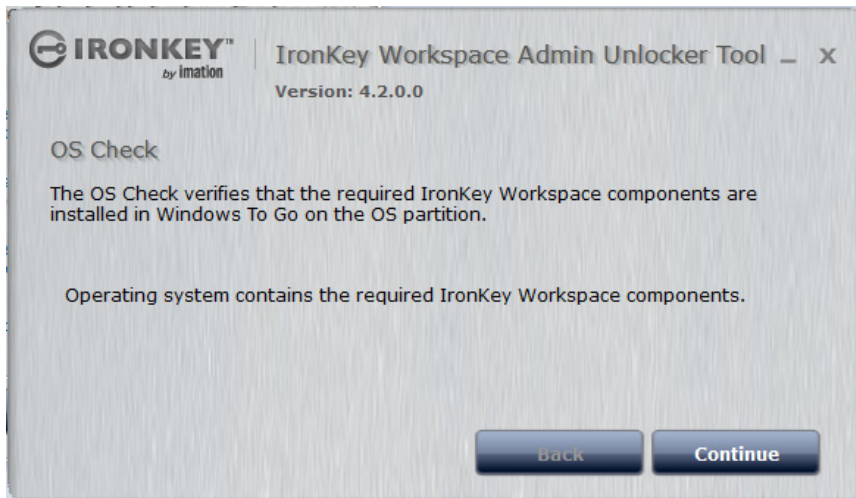 IRONKEY™
by imation
IronKey Workspace Admin Unlocker Tool
Version: 4.2.0.0
OS Check
The OS Check verifies that the required IronKey Workspace components are
installed in Windows To Go on the OS partition.
Operating system contains the required IronKey Workspace components.
Back Continue